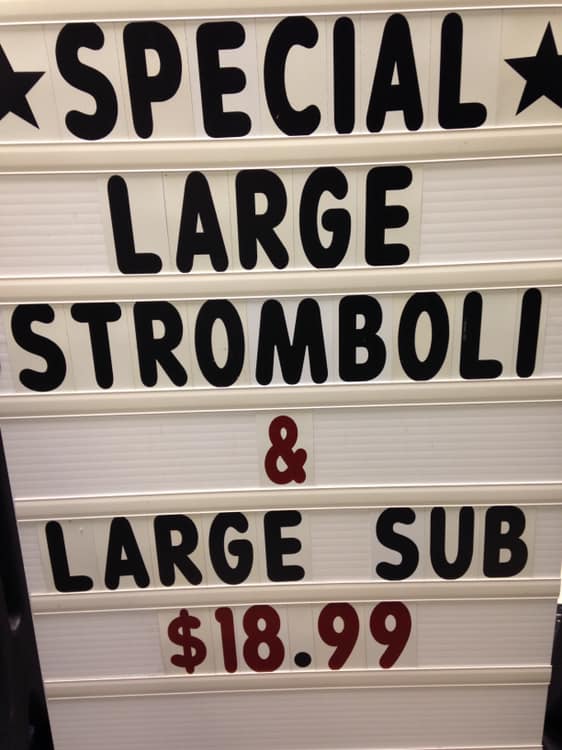 ★SPECIAL★
LARGE
STROMBOLI
&
LARGE SUB
$18.99